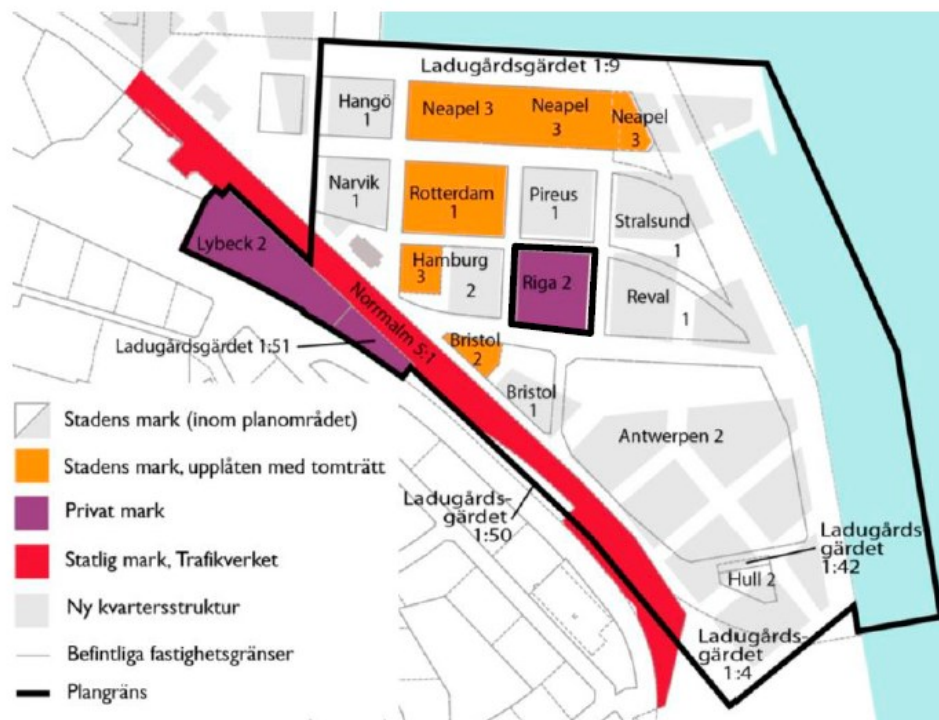 Ladugårdsgärdet 1:9
Hangö
1
Neapel 3
Neapel
3
Neapel
3
Narvik
1
Rotterdam
1
Pireus
1
Stralsund
1
Lybeck 2
Hamburg
3
2
Riga 2
Reval
1
Norrmalm 5:1
Ladugårdsgärdet 1:51
Bristol
2
Bristol
1
Antwerpen 2
Ladugårds-
gärdet
1:50
Ladugårds
gärdet
1:42
Hull 2
Ladugårds-
gärdet
1:4
Stadens mark (inom planområdet)
Stadens mark, upplåten med tomträtt
Privat mark
Statlig mark, Trafikverket
Ny kvartersstruktur
Befintliga fastighetsgränser
Plangräns